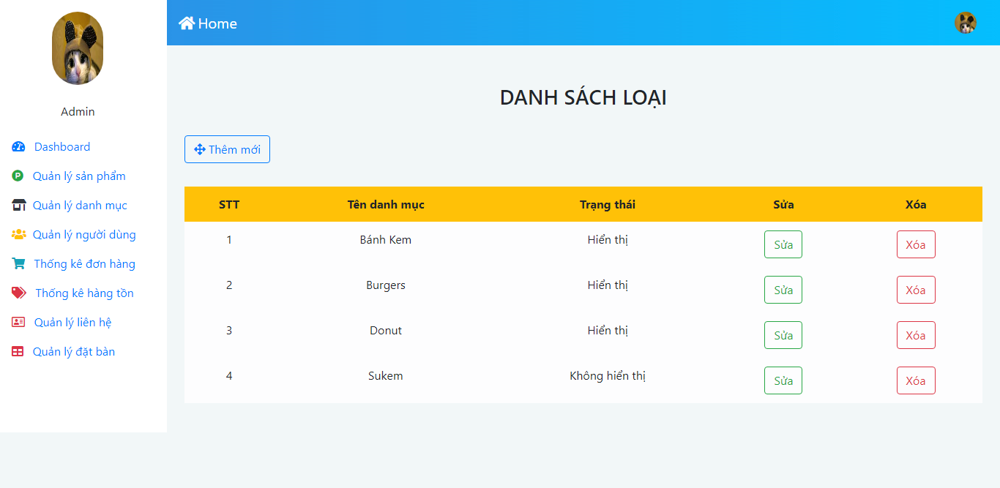 Home
Admin
Dashboard
Quản lý sản phẩm
Quản lý danh mục
Quản lý người dùng
Thống kê đơn hàng
Thống kê hàng tồn
Quản lý liên hệ
Quản lý đặt bàn
DANH SÁCH LOẠI
Thêm mới
STT Tên danh mục Trạng thái Sửa Xóa
1 Bánh Kem Hiển thị Sửa Xóa
2 Burgers Hiển thị Sửa Xóa
3 Donut Hiển thị Sửa Xóa
4 Sukem Không hiển thị Sửa Xóa